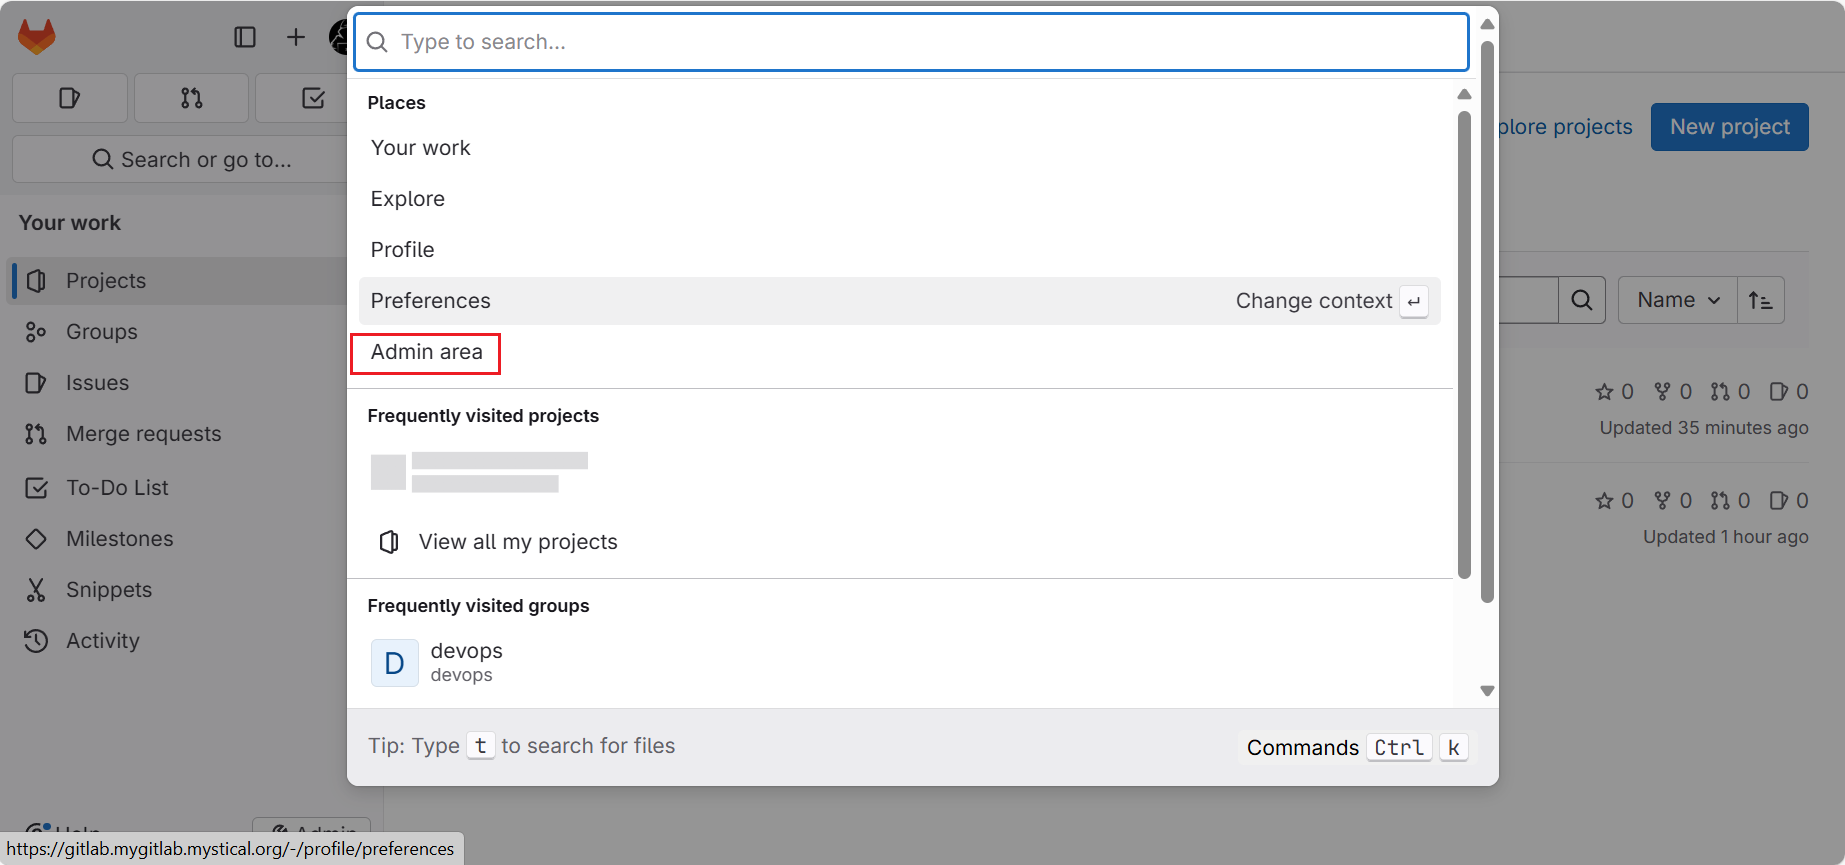 Type to search...
Search or go to...
Your work
Projects
Groups
Issues
Merge requests
To-Do List
Milestones
Snippets
Activity
Help
Admin
Places
Your work
Explore
Profile
Preferences
Change context
Admin area
Frequently visited projects
View all my projects
Frequently visited groups
D
devops
devops
Tip: Type t to search for files
Commands Ctrl k
plore projects
New project
Name
0 0 0 0
Updated 35 minutes ago
0 0 0 0
Updated 1 hour ago
https://gitlab.mygitlab.mystical.org/-/profile/preferences